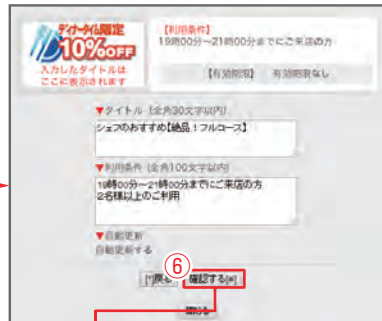 ディナータイム限定
10%OFF
入力したタイトルは
ここに表示されます
【利用条件】
19時00分～21時00分までにご来店の方
【有効期限】 有効期限なし
▼タイトル (全角30文字以内)
シェフのおすすめ【絶品！フルコース】
▼利用条件 (全角100文字以内)
19時00分～21時00分までにご来店の方
2名様以上のご利用
▼自動更新
自動更新する
⑥
[*]戻る 確認する[#]
閉じる